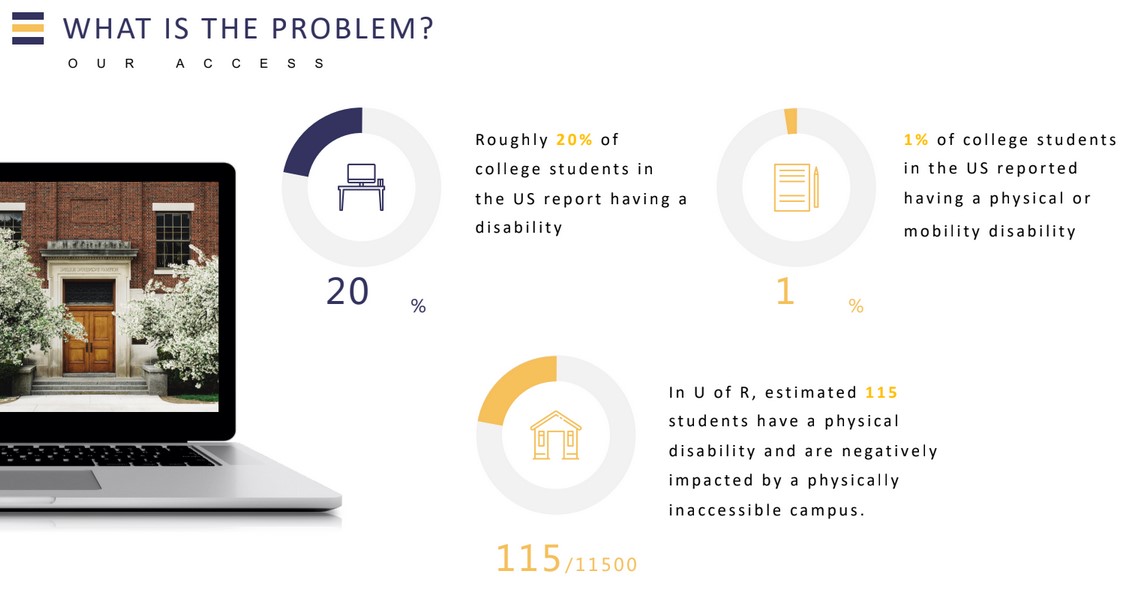 WHAT IS THE PROBLEM?
OUR ACCESS
Roughly 20% of
college students in
the US report having a
disability
20 %
1% of college students
in the US reported
having a physical or
mobility disability
1 %
In U of R, estimated 115
students have a physical
disability and are negatively
impacted by a physically
inaccessible campus.
115/11500